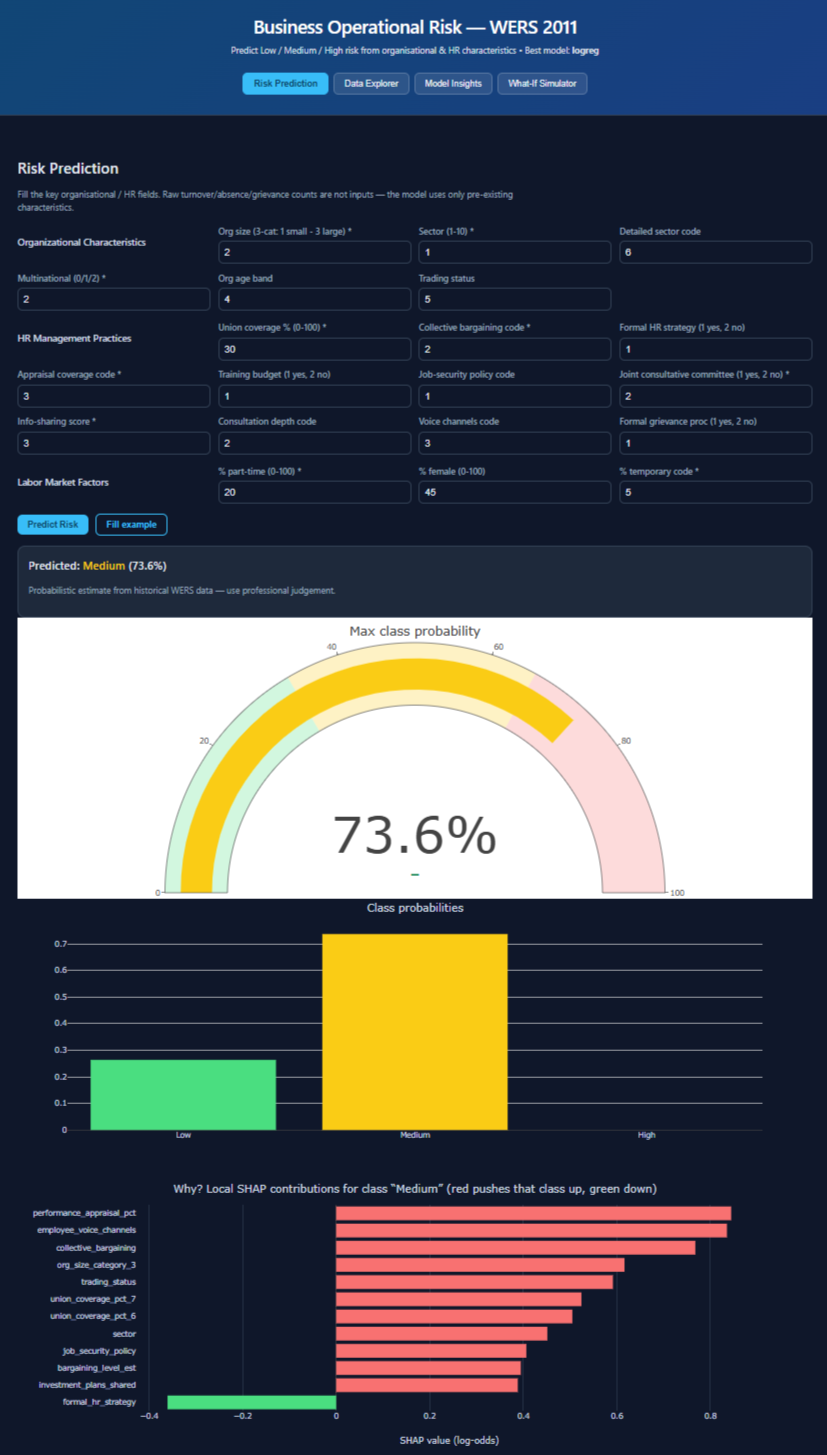 Business Operational Risk — WERS 2011
Predict Low / Medium / High risk from organisational & HR characteristics • Best model: logreg
Risk Prediction Data Explorer Model Insights What-If Simulator
Risk Prediction
Fill the key organisational / HR fields. Raw turnover/absence/grievance counts are not inputs — the model uses only pre-existing
characteristics.
Organizational Characteristics
Org size (3-cat: 1 small - 3 large) *
2
Sector (1-10) *
1
Detailed sector code
6
Multinational (0/1/2) *
2
Org age band
4
Trading status
5
HR Management Practices
Union coverage % (0-100) *
30
Collective bargaining code *
2
Formal HR strategy (1 yes, 2 no)
1
Appraisal coverage code *
3
Training budget (1 yes, 2 no)
1
Job-security policy code
1
Joint consultative committee (1 yes, 2 no) *
2
Info-sharing score *
3
Consultation depth code
2
Voice channels code
3
Formal grievance proc (1 yes, 2 no)
1
Labor Market Factors
% part-time (0-100) *
20
% female (0-100)
45
% temporary code *
5
Predict Risk Fill example
Predicted: Medium (73.6%)
Probabilistic estimate from historical WERS data — use professional judgement.
Max class probability
0
20
40
60
80
100
73.6%
–
Class probabilities
0.7
0.6
0.5
0.4
0.3
0.2
0.1
0
Low Medium High
Why? Local SHAP contributions for class "Medium" (red pushes that class up, green down)
performance_appraisal_pct
employee_voice_channels
collective_bargaining
org_size_category_3
trading_status
union_coverage_pct_7
union_coverage_pct_6
sector
job_security_policy
bargaining_level_est
investment_plans_shared
formal_hr_strategy
−0.4 −0.2 0 0.2 0.4 0.6 0.8
SHAP value (log-odds)